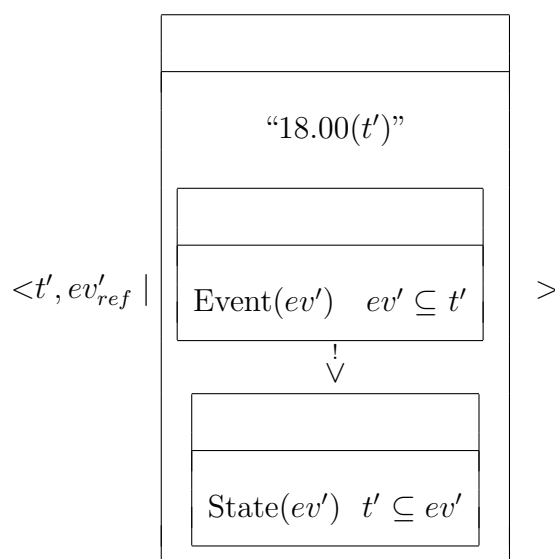 “18.00(t′)”
<t′, ev′ref | >
Event(ev′) ev′ ⊆ t′
!
∨
State(ev′) t′ ⊆ ev′